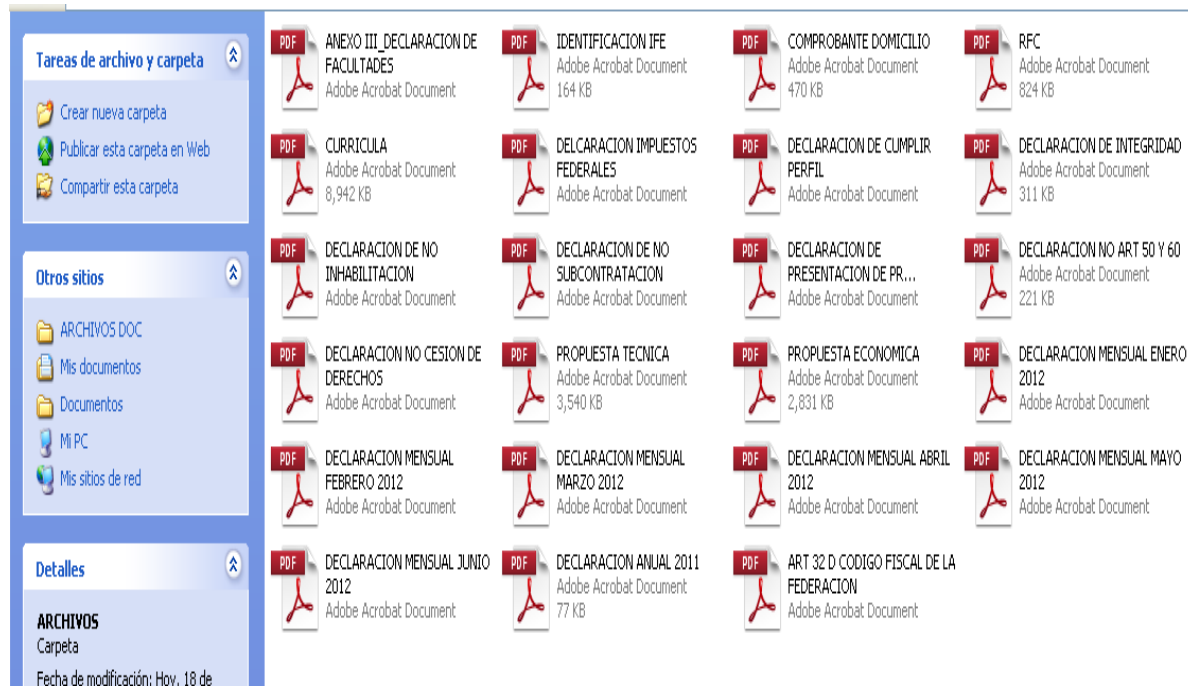 Tareas de archivo y carpeta
Crear nueva carpeta
Publicar esta carpeta en Web
Compartir esta carpeta
Otros sitios
ARCHIVOS DOC
Mis documentos
Documentos
Mi PC
Mis sitios de red
Detalles
ARCHIVOS
Carpeta
Fecha de modificación: Hoy, 18 de
PDF
ANEXO III_DECLARACION DE
FACULTADES
Adobe Acrobat Document
PDF
IDENTIFICACION IFE
Adobe Acrobat Document
164 KB
PDF
COMPROBANTE DOMICILIO
Adobe Acrobat Document
470 KB
PDF
RFC
Adobe Acrobat Document
824 KB
PDF
CURRICULA
Adobe Acrobat Document
8,942 KB
PDF
DELCARACION IMPUESTOS
FEDERALES
Adobe Acrobat Document
PDF
DECLARACION DE CUMPLIR
PERFIL
Adobe Acrobat Document
PDF
DECLARACION DE INTEGRIDAD
Adobe Acrobat Document
311 KB
PDF
DECLARACION DE NO
INHABILITACION
Adobe Acrobat Document
PDF
DECLARACION DE NO
SUBCONTRATACION
Adobe Acrobat Document
PDF
DECLARACION DE
PRESENTACION DE PR...
Adobe Acrobat Document
PDF
DECLARACION NO ART 50 Y 60
Adobe Acrobat Document
221 KB
PDF
DECLARACION NO CESION DE
DERECHOS
Adobe Acrobat Document
PDF
PROPUESTA TECNICA
Adobe Acrobat Document
3,540 KB
PDF
PROPUESTA ECONOMICA
Adobe Acrobat Document
2,831 KB
PDF
DECLARACION MENSUAL ENERO
2012
Adobe Acrobat Document
PDF
DECLARACION MENSUAL
FEBRERO 2012
Adobe Acrobat Document
PDF
DECLARACION MENSUAL
MARZO 2012
Adobe Acrobat Document
PDF
DECLARACION MENSUAL ABRIL
2012
Adobe Acrobat Document
PDF
DECLARACION MENSUAL MAYO
2012
Adobe Acrobat Document
PDF
DECLARACION MENSUAL JUNIO
2012
Adobe Acrobat Document
PDF
DECLARACION ANUAL 2011
Adobe Acrobat Document
77 KB
PDF
ART 32 D CODIGO FISCAL DE LA
FEDERACION
Adobe Acrobat Document